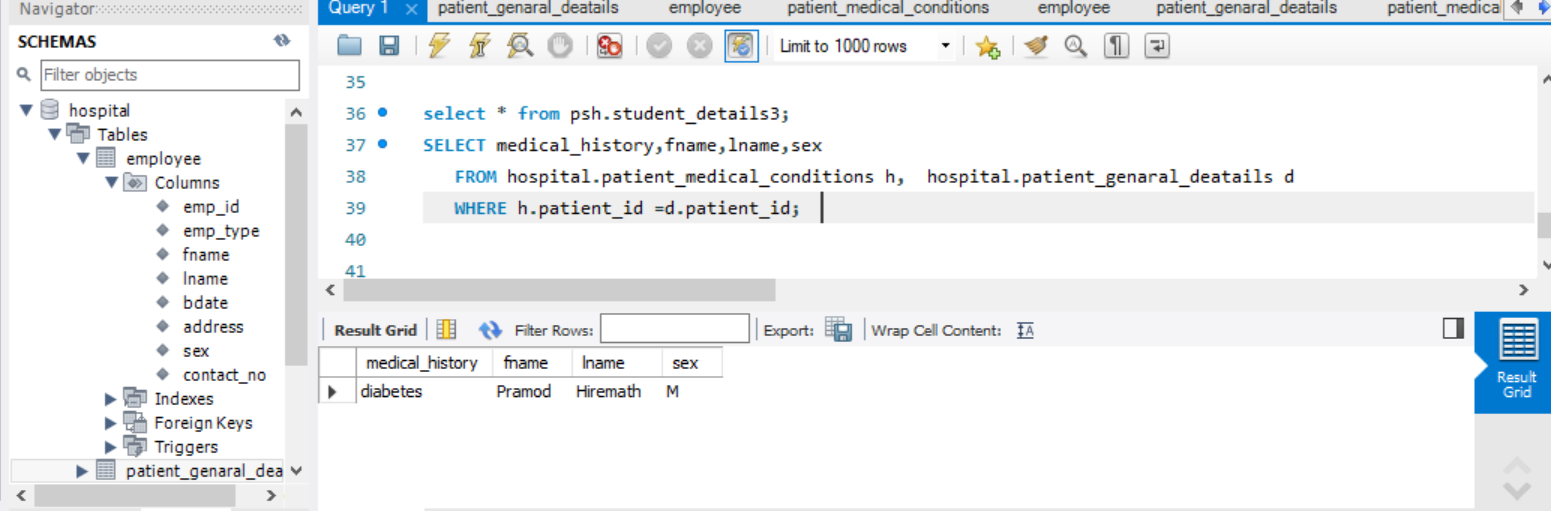 Navigator
SCHEMAS
Filter objects
hospital
Tables
employee
Columns
emp_id
emp_type
fname
lname
bdate
address
sex
contact_no
Indexes
Foreign Keys
Triggers
patient_genaral_dea
Query 1 × patient_genaral_deatails employee patient_medical_conditions employee patient_genaral_deatails patient_medical
Limit to 1000 rows
35
36 select * from psh.student_details3;
37 SELECT medical_history,fname,lname,sex
38 FROM hospital.patient_medical_conditions h, hospital.patient_genaral_deatails d
39 WHERE h.patient_id =d.patient_id;
40
41
Result Grid Filter Rows: Export: Wrap Cell Content: IA
medical_history fname lname sex
diabetes Pramod Hiremath M
Result
Grid